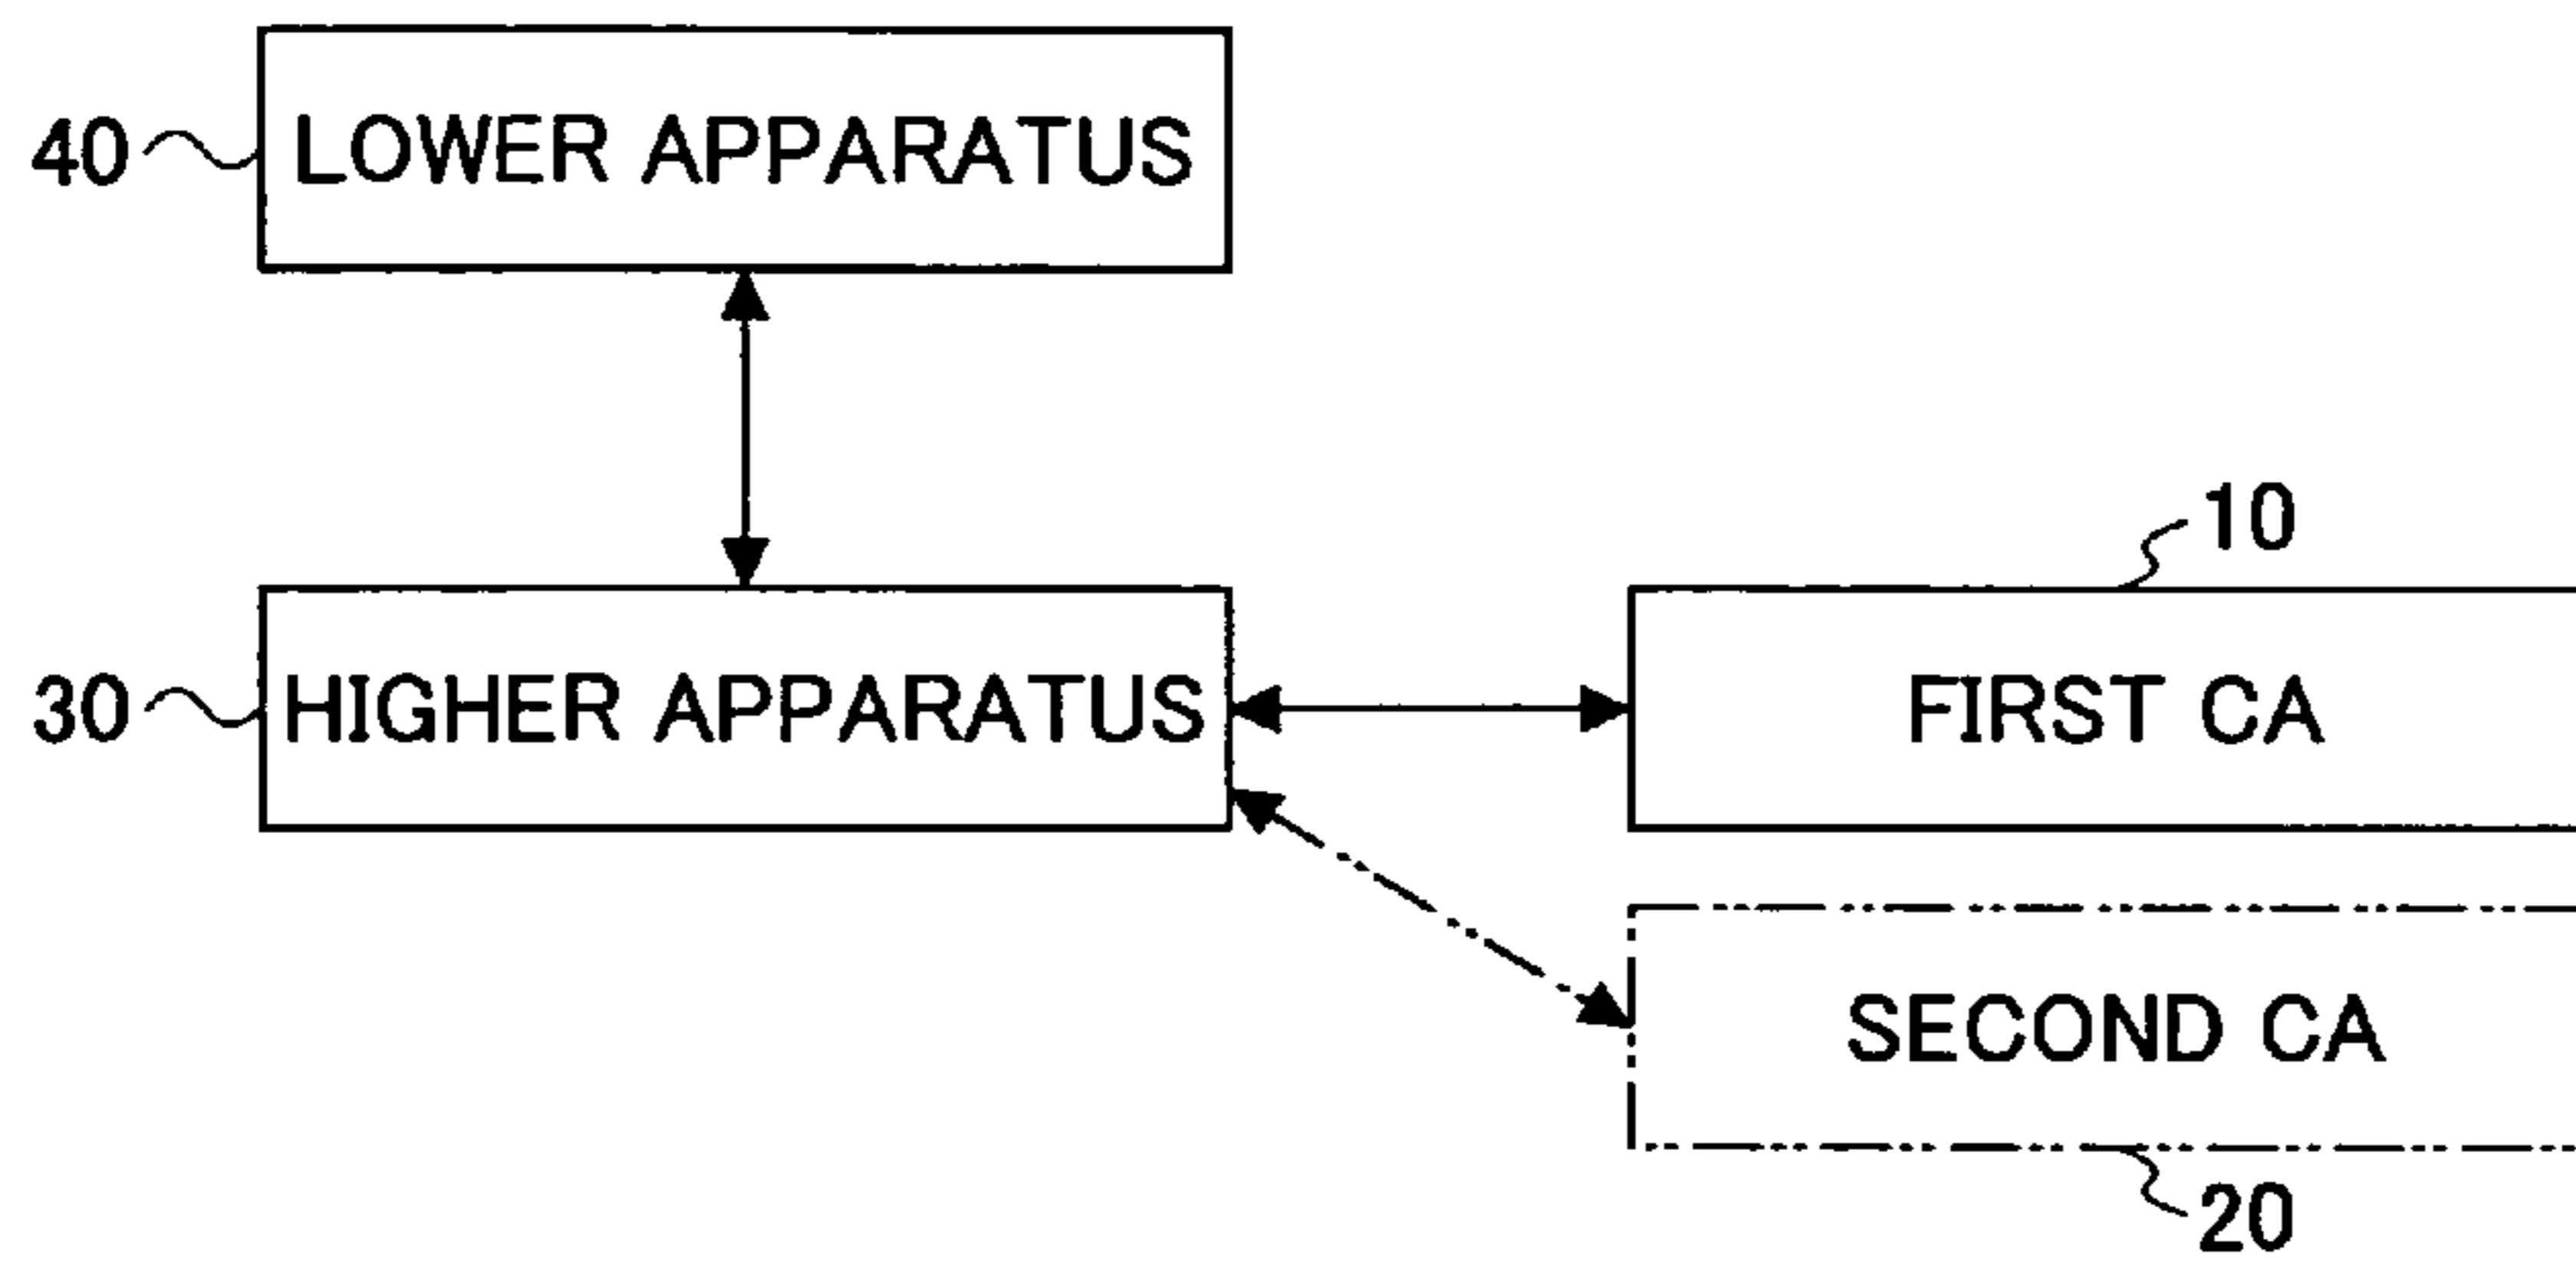 40 LOWER APPARATUS
10
30 HIGHER APPARATUS
FIRST CA
SECOND CA
20